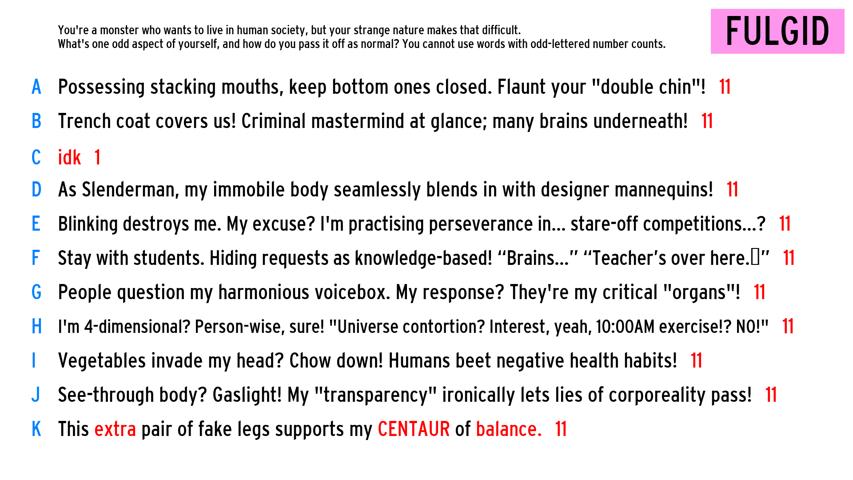 You're a monster who wants to live in human society, but your strange nature makes that difficult.
What's one odd aspect of yourself, and how do you pass it off as normal? You cannot use words with odd-lettered number counts.
FULGID
A Possessing stacking mouths, keep bottom ones closed. Flaunt your "double chin"! 11
B Trench coat covers us! Criminal mastermind at glance; many brains underneath! 11
C idk 1
D As Slenderman, my immobile body seamlessly blends in with designer mannequins! 11
E Blinking destroys me. My excuse? I'm practising perseverance in... stare-off competitions...? 11
F Stay with students. Hiding requests as knowledge-based! “Brains...” “Teacher’s over here.▯” 11
G People question my harmonious voicebox. My response? They're my critical "organs"! 11
H I'm 4-dimensional? Person-wise, sure! "Universe contortion? Interest, yeah, 10:00AM exercise!? NO!" 11
I Vegetables invade my head? Chow down! Humans beet negative health habits! 11
J See-through body? Gaslight! My "transparency" ironically lets lies of corporeality pass! 11
K This extra pair of fake legs supports my CENTAUR of balance. 11